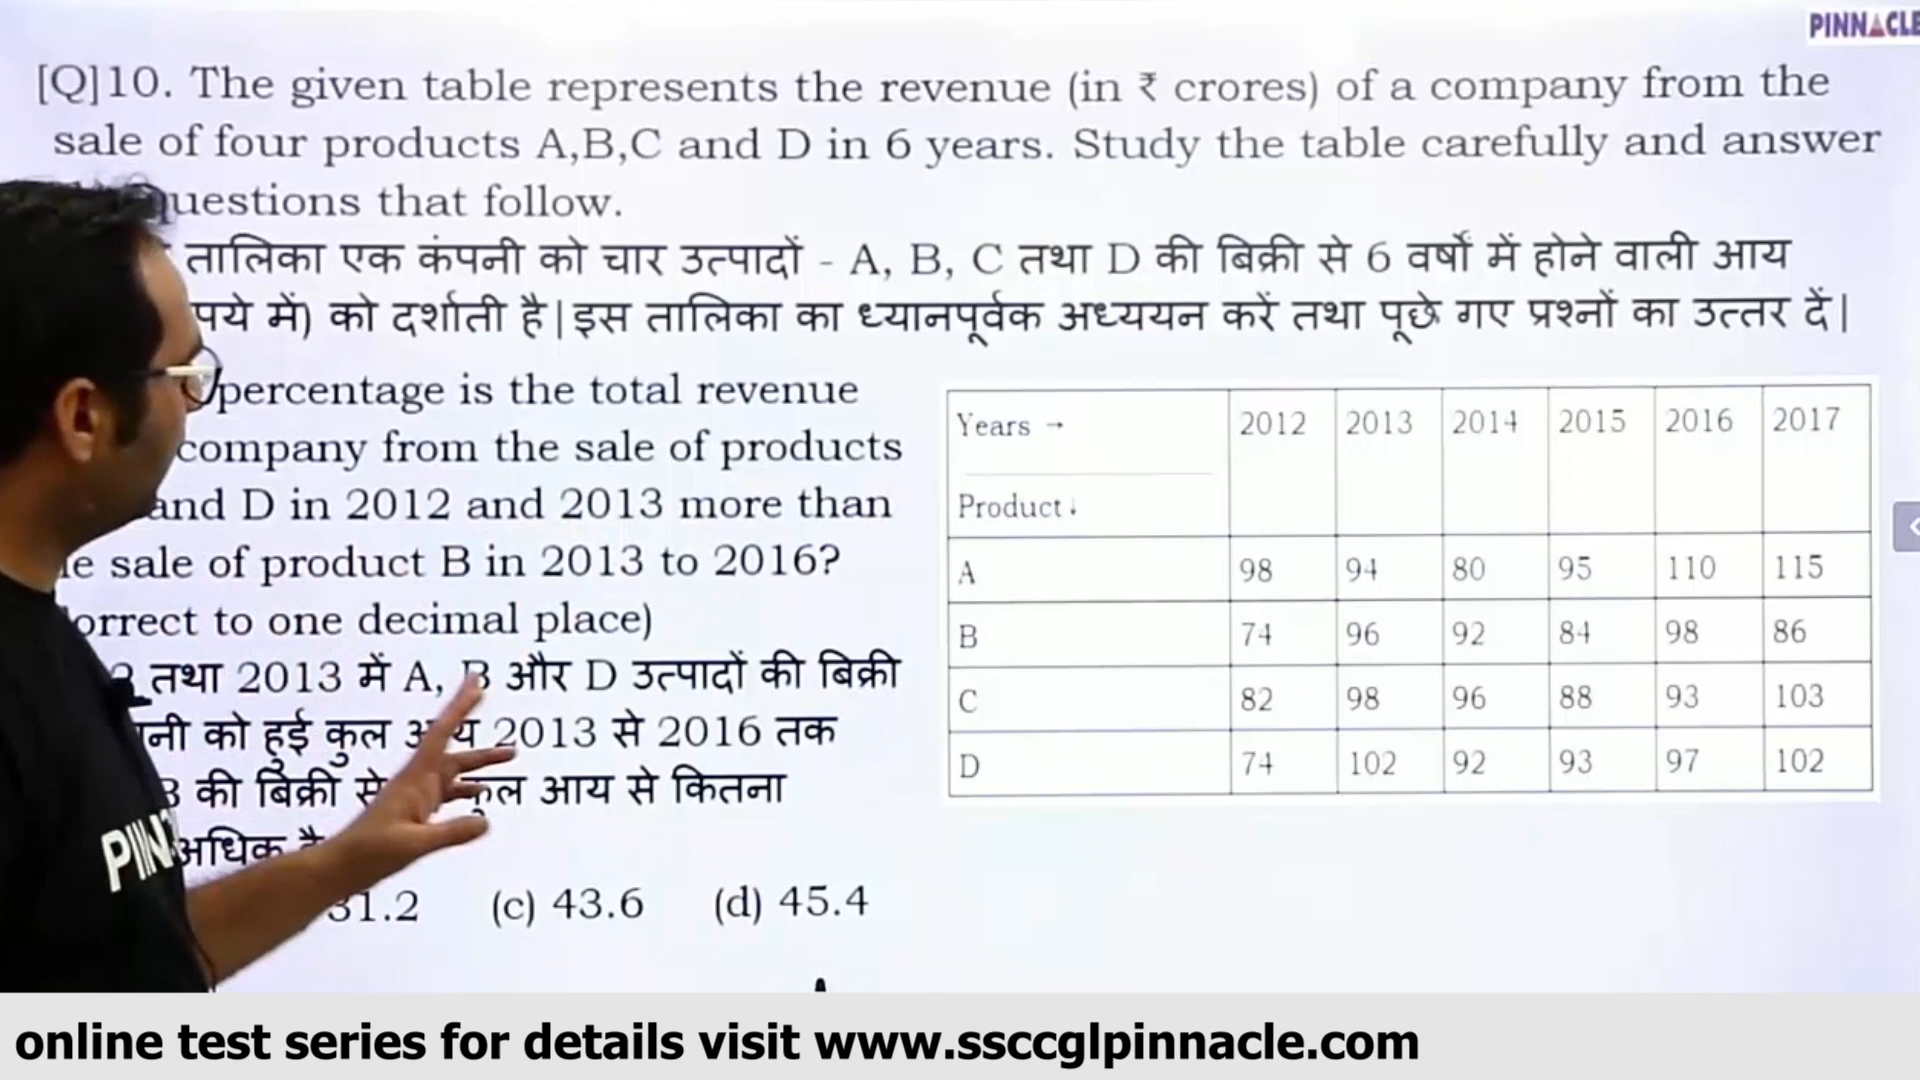 PINNACLE
[Q]10. The given table represents the revenue (in ₹ crores) of a company from the
sale of four products A,B,C and D in 6 years. Study the table carefully and answer
questions that follow.
तालिका एक कंपनी को चार उत्पादों - A, B, C तथा D की बिक्री से 6 वर्षों में होने वाली आय
में) को दर्शाती है|इस तालिका का ध्यानपूर्वक अध्ययन करें तथा पूछे गए प्रश्नों का उत्तर दें|
percentage is the total revenue
company from the sale of products
and D in 2012 and 2013 more than
sale of product B in 2013 to 2016?
to one decimal place)
तथा 2013 में A, B और D उत्पादों की बिक्री
को हुई कुल 2013 से 2016 तक
B की बिक्री से कुल आय से कितना
अधिक
31.2 (c) 43.6 (d) 45.4
Years → 2012 2013 2014 2015 2016 2017
Product↓
A 98 94 80 95 110 115
B 74 96 92 84 98 86
C 82 98 96 88 93 103
D 74 102 92 93 97 102
online test series for details visit www.ssccglpinnacle.com